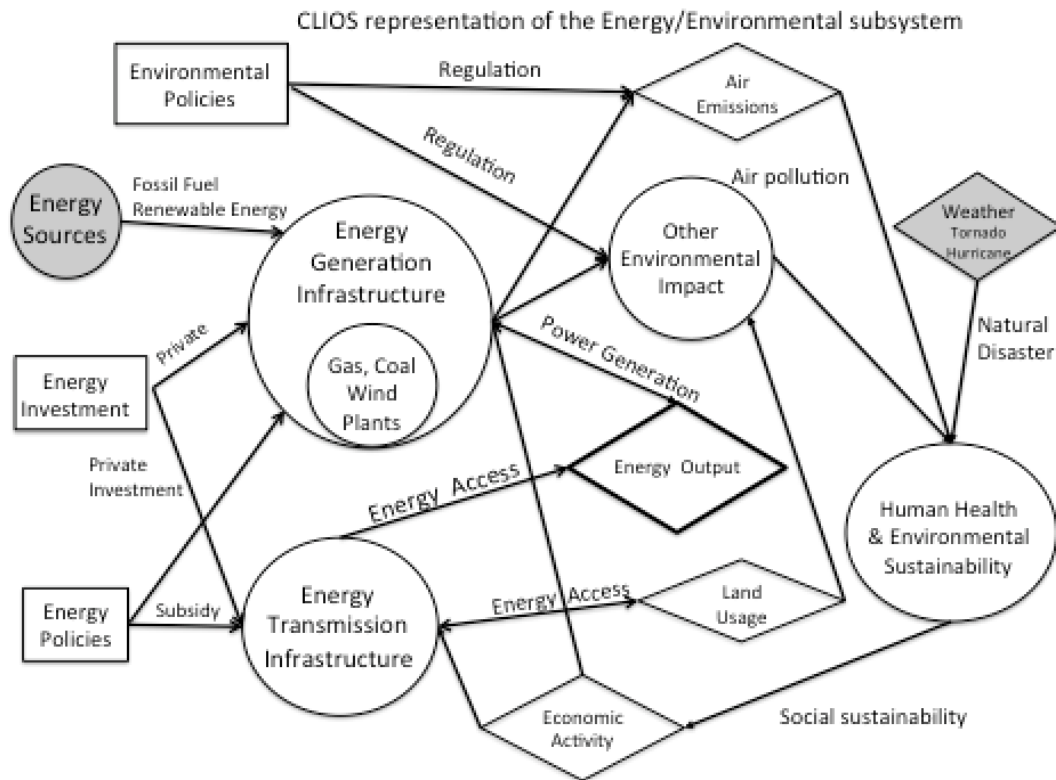 CLIOS representation of the Energy/Environmental subsystem
Environmental
Policies
Regulation
Air
Emissions
Regulation
Energy
Sources
Fossil Fuel
Renewable Energy
Energy
Generation
Infrastructure
Gas, Coal
Wind
Plants
Air pollution
Other
Environmental
Impact
Weather
Tornado
Hurricane
Natural
Disaster
Private
Energy
Investment
Power Generation
Private
Investment
Energy Access
Energy Output
Human Health
& Environmental
Sustainability
Energy
Policies
Subsidy
Energy
Transmission
Infrastructure
Energy Access
Land
Usage
Economic
Activity
Social sustainability